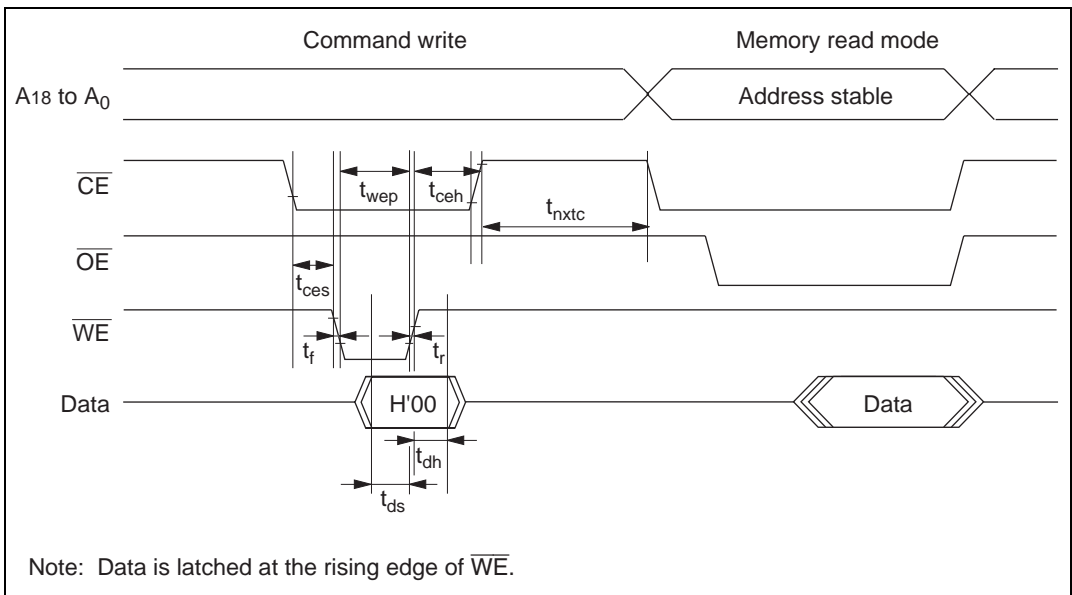 Command write
Memory read mode
A18 to A0
Address stable
CE
twep
tceh
tnxtc
OE
tces
WE
tf
tr
Data
H'00
Data
tdh
tds
Note: Data is latched at the rising edge of WE.